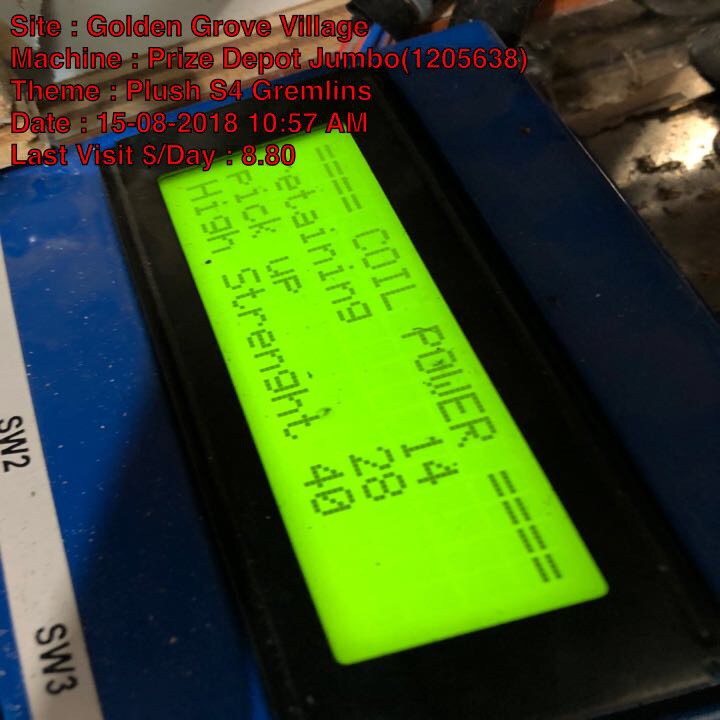 Site : Golden Grove Village
Machine : Prize Depot Jumbo(1205638)
Theme : Plush S4 Gremlins
Date : 15-08-2018 10:57 AM
Last Visit $/Day : 8.80
==== COIL POWER ====
etaining 14
Pick up 28
High Strenght 40
SW2
SW3